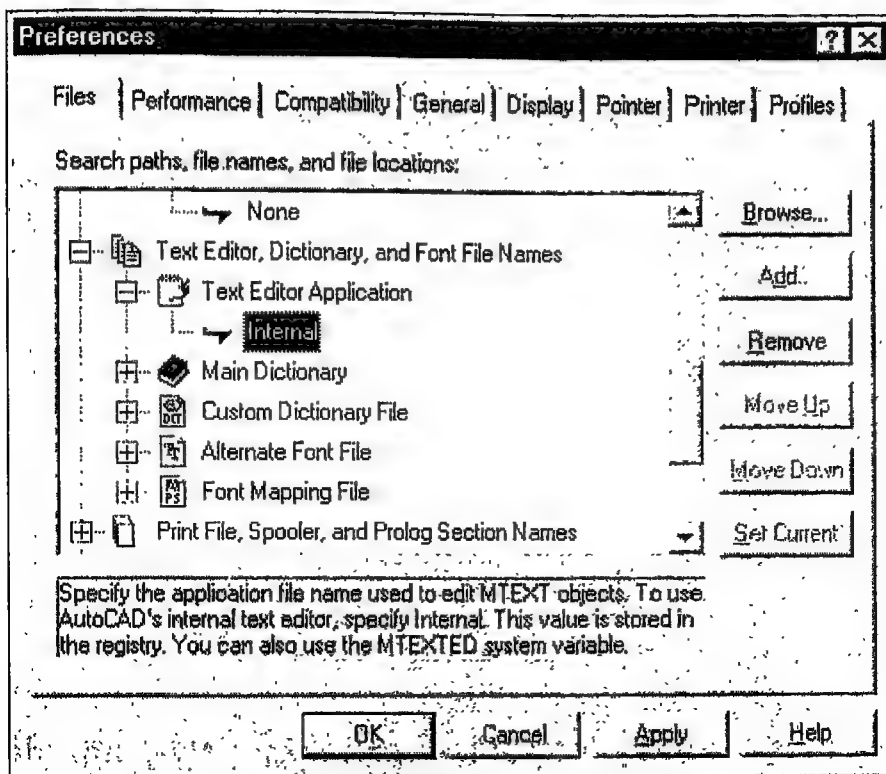 Preferences
Files Performance Compatibility General Display Pointer Printer Profiles
Search paths, file names, and file locations:
None
Text Editor, Dictionary, and Font File Names
Text Editor Application
Internal
Main Dictionary
Custom Dictionary File
Alternate Font File
Font Mapping File
Print File, Spooler, and Prolog Section Names
Browse...
Add..
Remove
Move Up
Move Down
Set Current
Specify the application file name used to edit MTEXT objects. To use
AutoCAD's internal text editor, specify Internal. This value is stored in
the registry. You can also use the MTEXTED system variable.
OK Cancel Apply Help